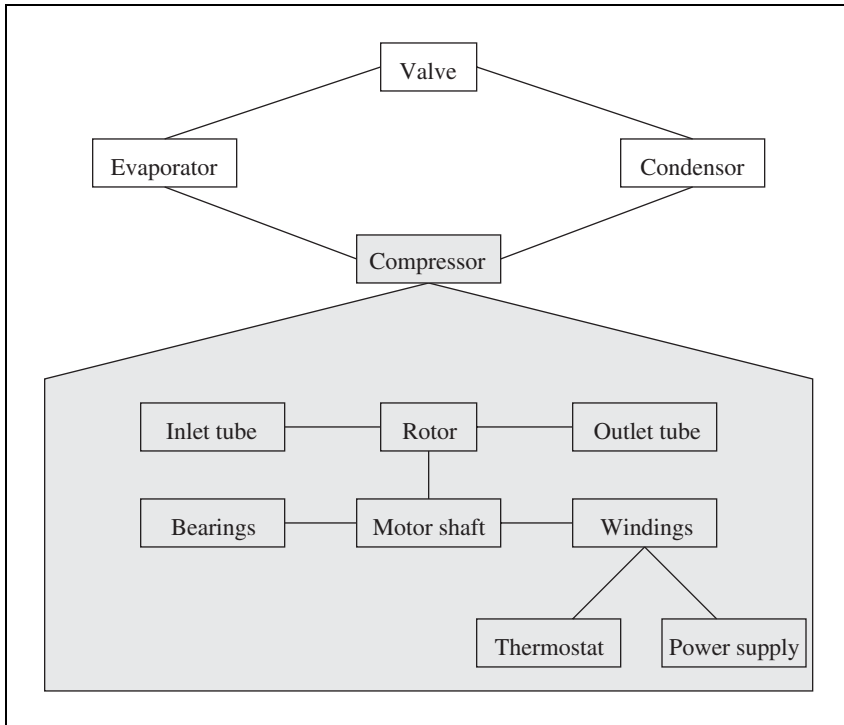 Valve
Evaporator
Condensor
Compressor
Inlet tube
Rotor
Outlet tube
Bearings
Motor shaft
Windings
Thermostat
Power supply